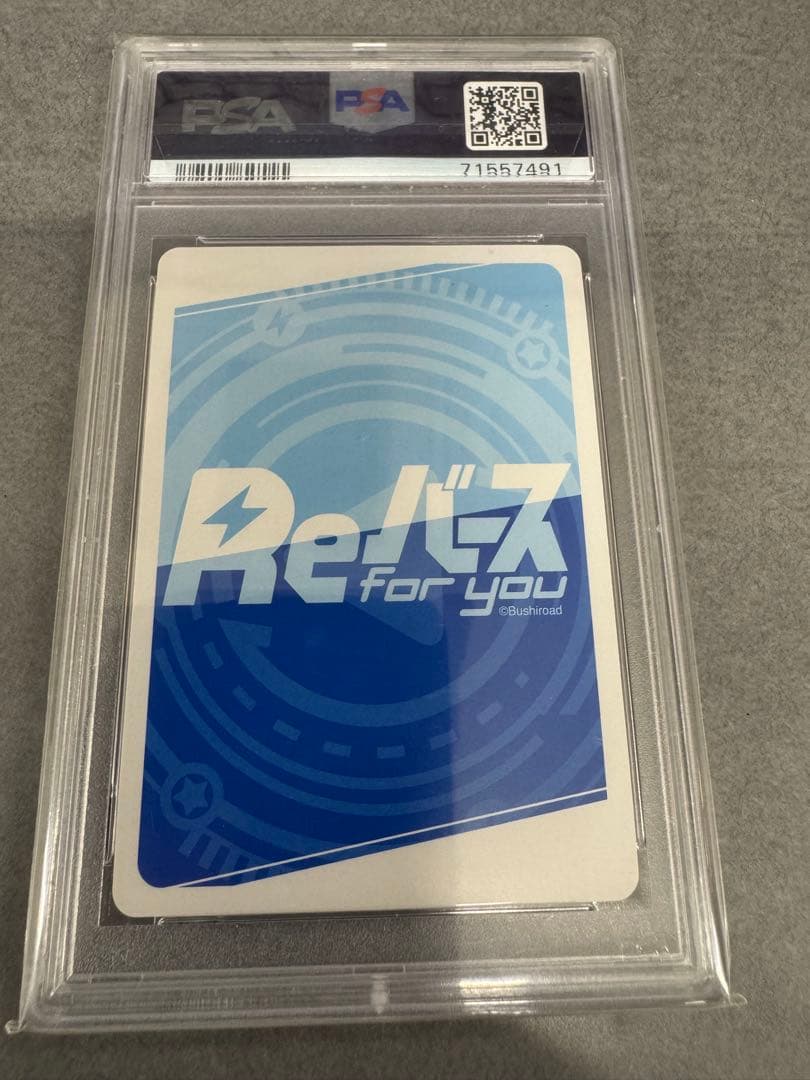 PSA
PSA
71557491
Reバース
for you
©Bushiroad